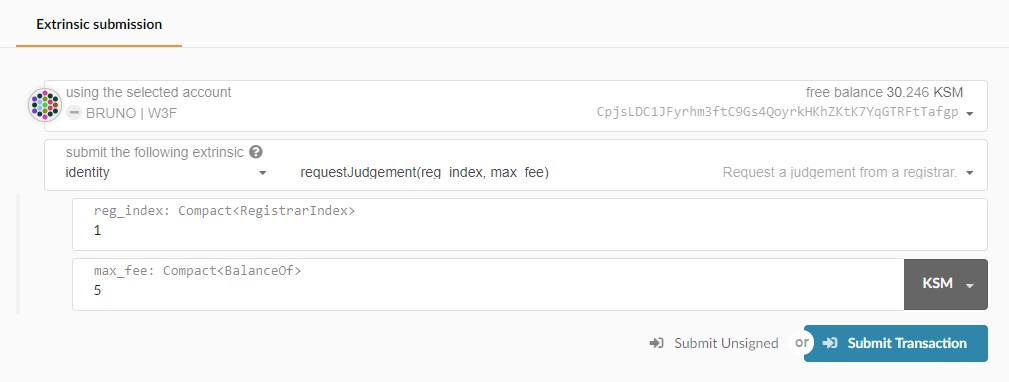 Extrinsic submission
using the selected account
free balance 30.246 KSM
BRUNO | W3F
CpjsLDC1JFyrhm3ftC9Gs4QoyrkHKhZKtK7YqGTRFtTafgp
submit the following extrinsic ?
identity
requestJudgement(reg_index, max_fee)
Request a judgement from a registrar.
reg_index: Compact<RegistrarIndex>
1
max_fee: Compact<BalanceOf>
5
KSM
Submit Unsigned or Submit Transaction